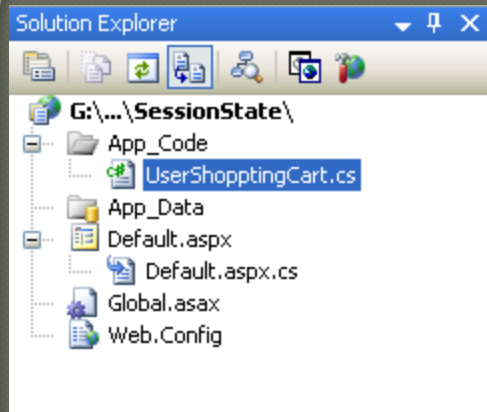 Solution Explorer
G:\...\SessionState\
App_Code
UserShopptingCart.cs
App_Data
Default.aspx
Default.aspx.cs
Global.asax
Web.Config